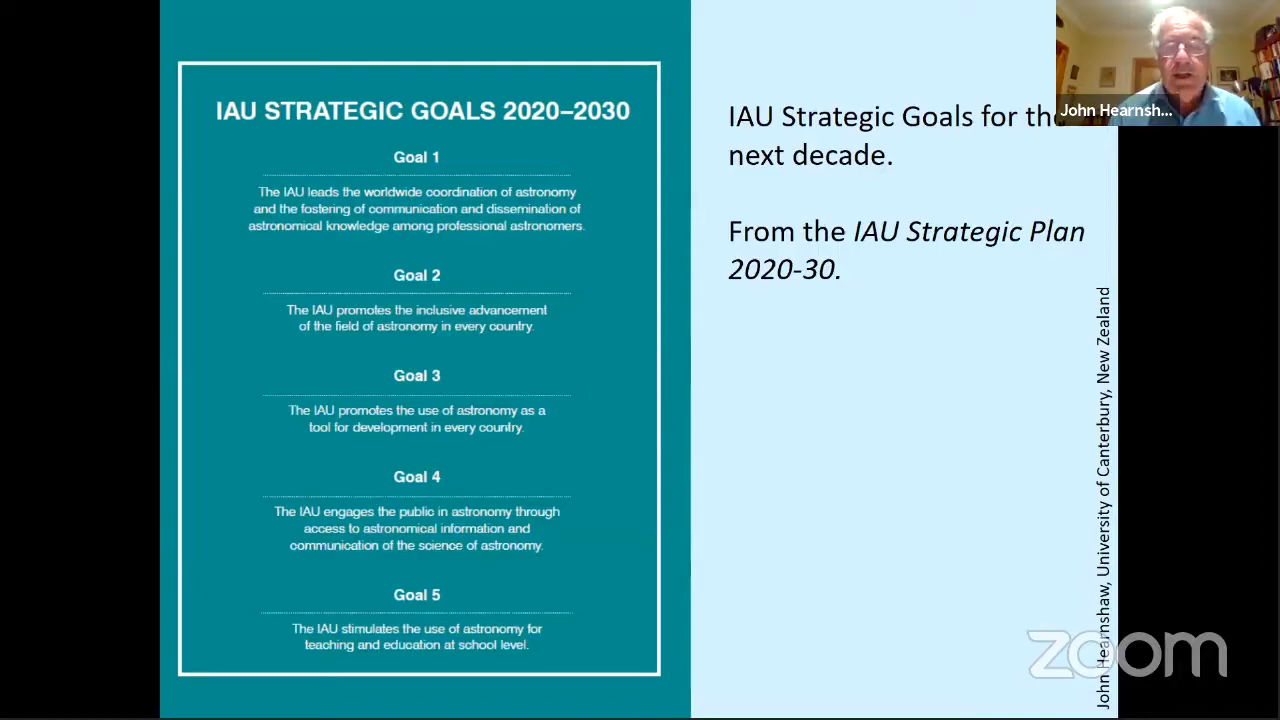 IAU STRATEGIC GOALS 2020–2030
Goal 1
The IAU leads the worldwide coordination of astronomy
and the fostering of communication and dissemination of
astronomical knowledge among professional astronomers.
Goal 2
The IAU promotes the inclusive advancement
of the field of astronomy in every country.
Goal 3
The IAU promotes the use of astronomy as a
tool for development in every country.
Goal 4
The IAU engages the public in astronomy through
access to astronomical information and
communication of the science of astronomy.
Goal 5
The IAU stimulates the use of astronomy for
teaching and education at school level.
IAU Strategic Goals for the
next decade.
From the IAU Strategic Plan
2020-30.
John Hearnsh...
John Hearnshaw, University of Canterbury, New Zealand
zoom